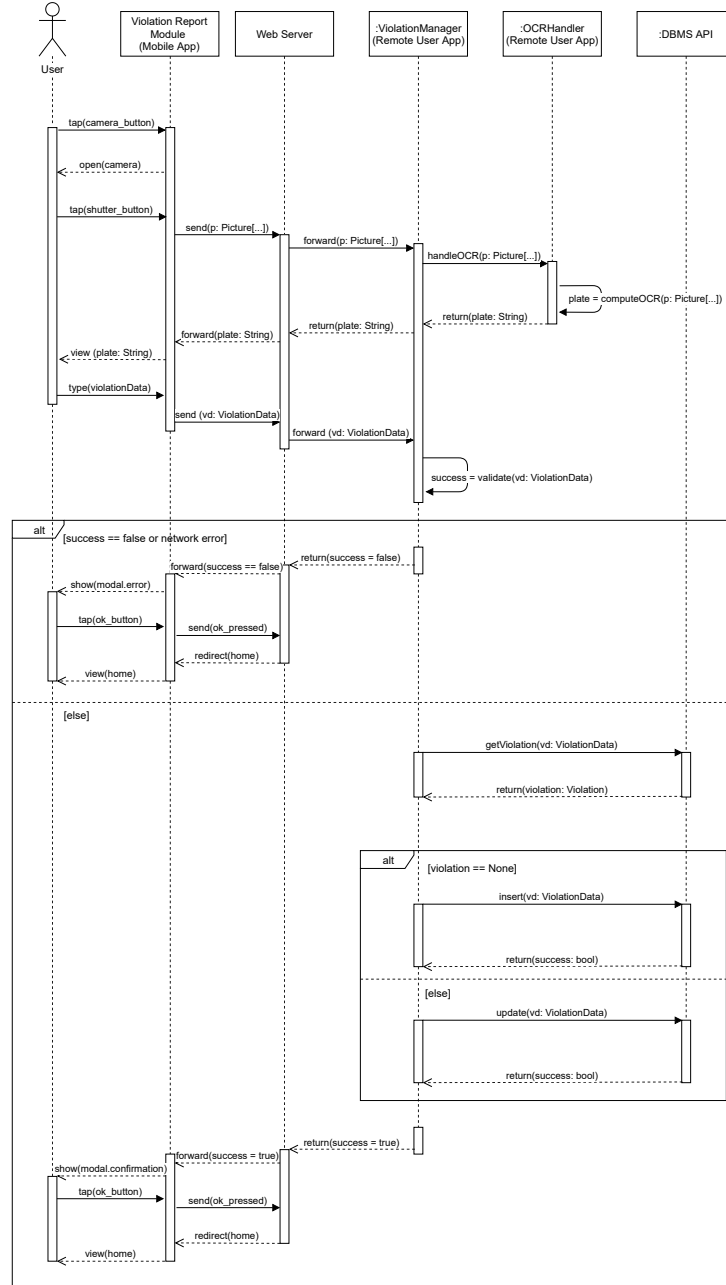 User
Violation Report
Module
(Mobile App)
Web Server
:ViolationManager
(Remote User App)
:OCRHandler
(Remote User App)
:DBMS API
tap(camera_button)
open(camera)
tap(shutter_button)
send(p: Picture[...])
forward(p: Picture[...])
handleOCR(p: Picture[...])
plate = computeOCR(p: Picture[...])
return(plate: String)
return(plate: String)
forward(plate: String)
view (plate: String)
type(violationData)
send (vd: ViolationData)
forward (vd: ViolationData)
success = validate(vd: ViolationData)
alt
[success == false or network error]
return(success = false)
forward(success == false)
show(modal.error)
tap(ok_button)
send(ok_pressed)
redirect(home)
view(home)
[else]
getViolation(vd: ViolationData)
return(violation: Violation)
alt
[violation == None]
insert(vd: ViolationData)
return(success: bool)
[else]
update(vd: ViolationData)
return(success: bool)
return(success = true)
forward(success = true)
show(modal.confirmation)
tap(ok_button)
send(ok_pressed)
redirect(home)
view(home)